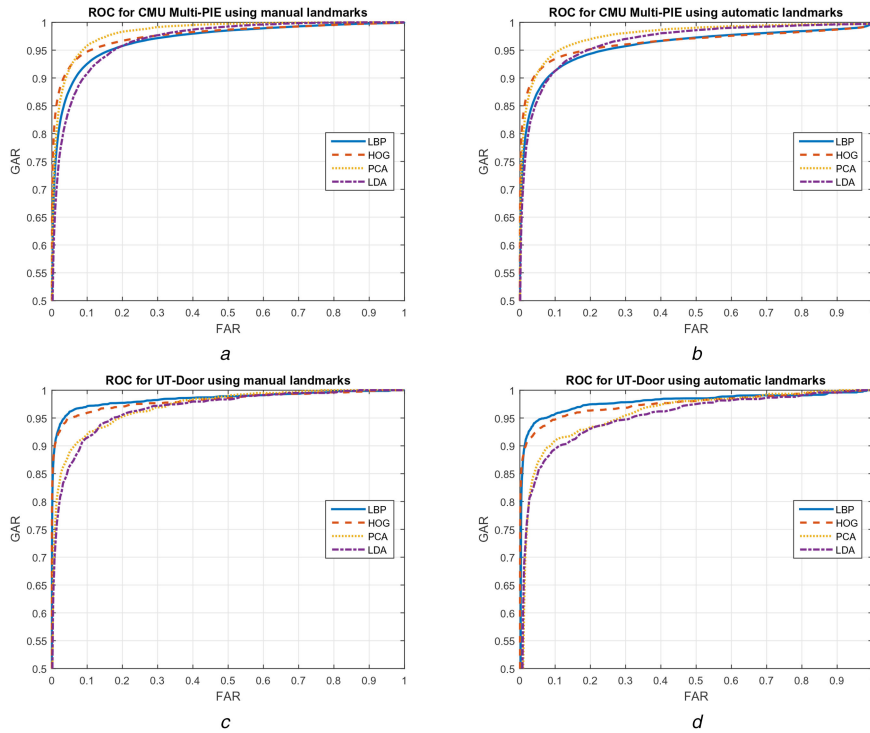 ROC for CMU Multi-PIE using manual landmarks
1
0.95
0.9
0.85
0.8
0.75
0.7
0.65
0.6
0.55
0.5
GAR
LBP
HOG
PCA
LDA
0 0.1 0.2 0.3 0.4 0.5 0.6 0.7 0.8 0.9 1
FAR
a
ROC for CMU Multi-PIE using automatic landmarks
1
0.95
0.9
0.85
0.8
0.75
0.7
0.65
0.6
0.55
0.5
GAR
LBP
HOG
PCA
LDA
0 0.1 0.2 0.3 0.4 0.5 0.6 0.7 0.8 0.9
FAR
b
ROC for UT-Door using manual landmarks
1
0.95
0.9
0.85
0.8
0.75
0.7
0.65
0.6
0.55
0.5
GAR
LBP
HOG
PCA
LDA
0 0.1 0.2 0.3 0.4 0.5 0.6 0.7 0.8 0.9 1
FAR
c
ROC for UT-Door using automatic landmarks
1
0.95
0.9
0.85
0.8
0.75
0.7
0.65
0.6
0.55
0.5
GAR
LBP
HOG
PCA
LDA
0 0.1 0.2 0.3 0.4 0.5 0.6 0.7 0.8 0.9
FAR
d